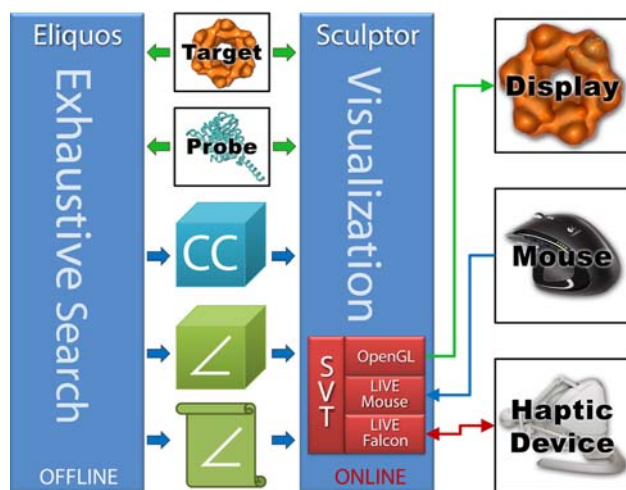 Eliquos
Exhaustive Search
OFFLINE
Target
Probe
CC
Sculptor
Visualization
SVT
OpenGL
LIVE
Mouse
LIVE
Falcon
ONLINE
Display
Mouse
Haptic
Device